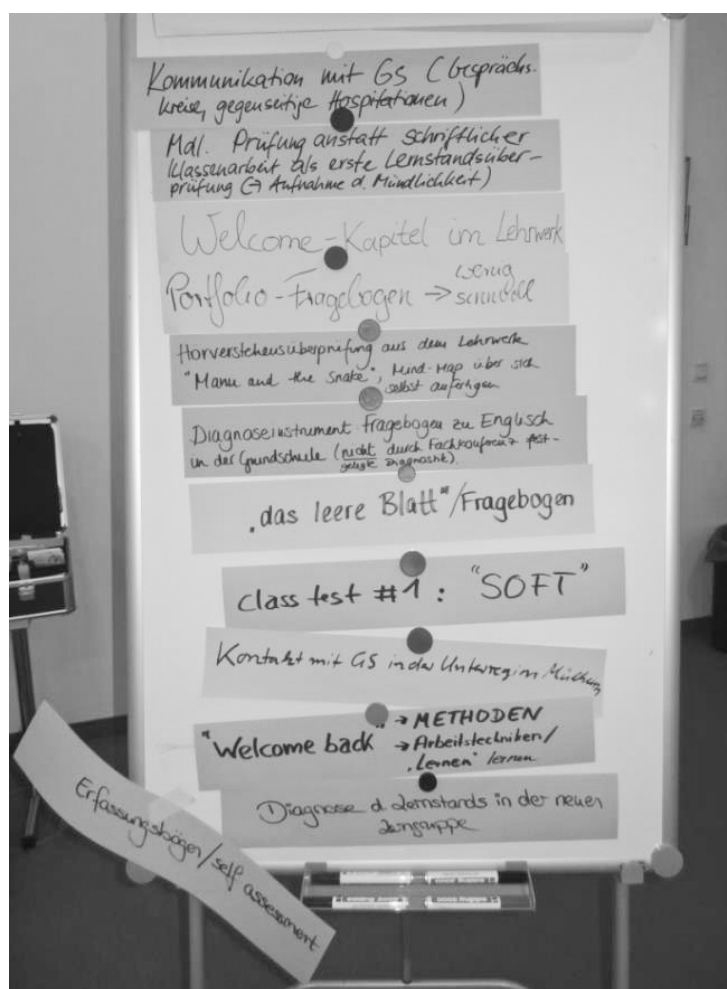 Kommunikation mit GS (Gesprächs-
kreise, gegenseitige Hospitationen)
Mdl. Prüfung anstatt schriftlicher
Klassenarbeit als erste Lernstandsüber-
prüfung (→ Aufnahme d. Mündlichkeit)
Welcome-Kapitel im Lehrwerk
Portfolio-Fragebogen → wenig
sinnvoll
Hörverstehensüberprüfung aus dem Lehrwerk
"Manu and the Snake", Mind-Map über sich
selbst anfertigen
Diagnoseinstrument Fragebogen zu Englisch
in der Grundschule (nicht durch Fachkonferenz fest-
gelegte Diagnostik).
"das leere Blatt"/Fragebogen
class test #1 : "SOFT"
Kontakt mit GS in der Unterregion
"Welcome back" → METHODEN
→ Arbeitstechniken/
"Lernen" lernen
Diagnose d. Lernstands in der neuen
Lerngruppe
Erfassungsbögen/self assessment